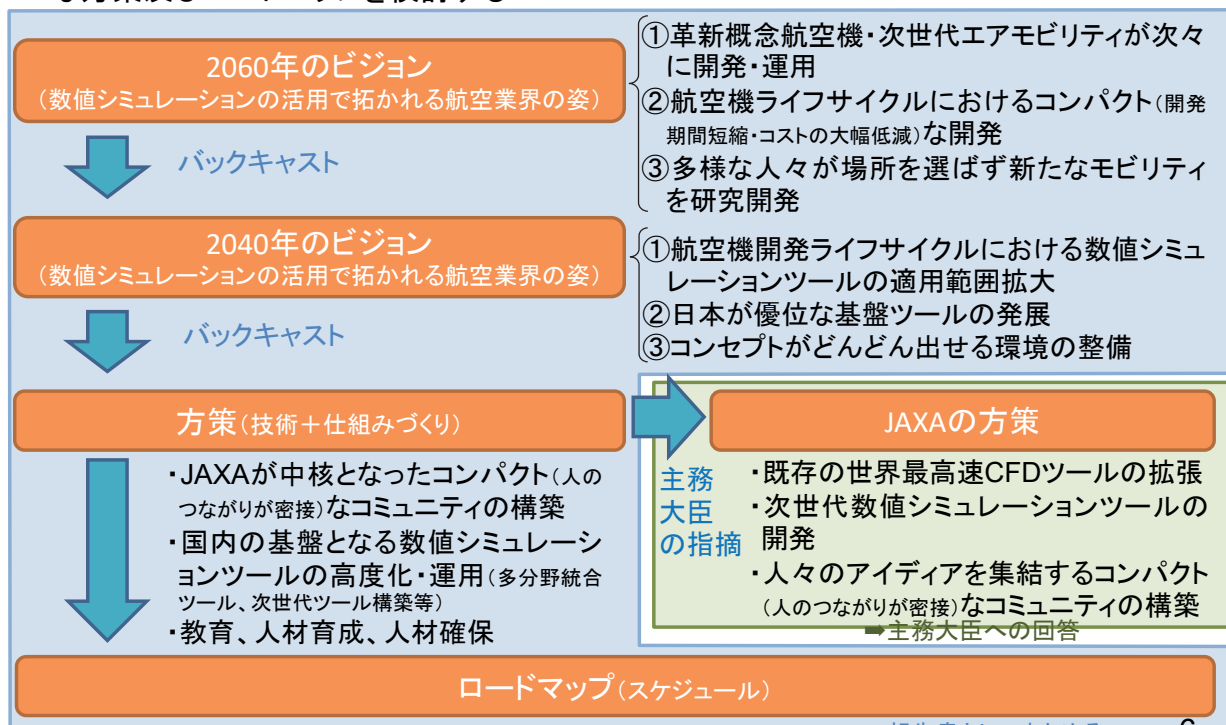 2060年のビジョン
（数値シミュレーションの活用で拓かれる航空業界の姿）
①革新概念航空機・次世代エアモビリティが次々
に開発・運用
②航空機ライフサイクルにおけるコンパクト（開発
期間短縮・コストの大幅低減）な開発
③多様な人々が場所を選ばず新たなモビリティ
を研究開発
バックキャスト
2040年のビジョン
（数値シミュレーションの活用で拓かれる航空業界の姿）
①航空機開発ライフサイクルにおける数値シミュ
レーションツールの適用範囲拡大
②日本が優位な基盤ツールの発展
③コンセプトがどんどん出せる環境の整備
バックキャスト
方策（技術＋仕組みづくり）
・JAXAが中核となったコンパクト（人の
つながりが密接）なコミュニティの構築
・国内の基盤となる数値シミュレーシ
ョンツールの高度化・運用（多分野統合
ツール、次世代ツール構築等）
・教育、人材育成、人材確保
主務
大臣
の指摘
JAXAの方策
・既存の世界最高速CFDツールの拡張
・次世代数値シミュレーションツールの
開発
・人々のアイディアを集結するコンパクト
（人のつながりが密接）なコミュニティの構築
➡主務大臣への回答
ロードマップ（スケジュール）